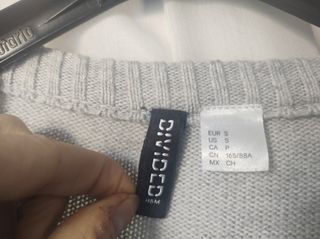 DIVIDED
H&M
EUR S
US S
CA P
CN 165/88A
MX CH